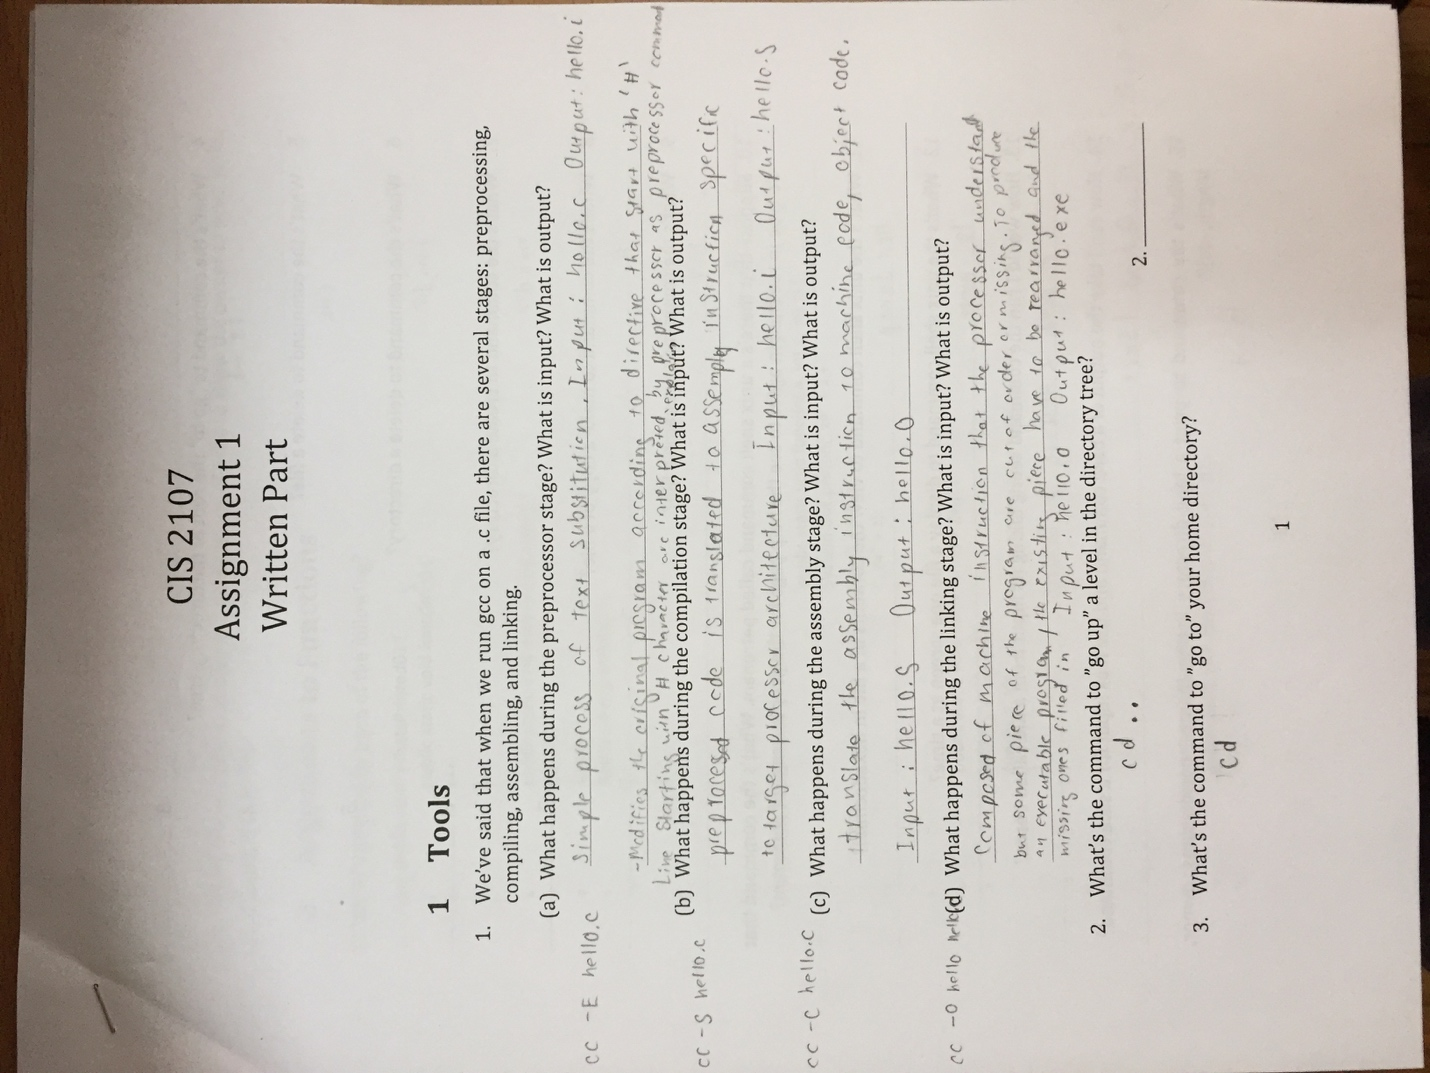 CIS 2107
Assignment 1
Written Part
1 Tools
1. We've said that when we run gcc on a .c file, there are several stages: preprocessing,
compiling, assembling, and linking.
(a) What happens during the preprocessor stage? What is input? What is output?
cc -E hello.c simple process of text substitution, Input : hello.c Output: hello.i
-Modifies the original program according to directive that start with 'H'
Line starting with 'H' character are interpreted by preprocessor as preprocessor command
(b) What happens during the compilation stage? What is input? What is output?
cc -S hello.c preprocessed code is translated to assembly instruction specific
to target processor architecture Input : hello.i Output : hello.s
(c) What happens during the assembly stage? What is input? What is output?
cc -C hello.c translate the assembly instruction to machine code, object code.
Input : hello.s Output : hello.o
(d) What happens during the linking stage? What is input? What is output?
cc -O hello
Composed of machine instruction that the processor understand
but some piece of the program are out of order or missing. To produce
an executable program, the existing piece have to be rearranged and the
missing ones filled in Input : hello.o Output : hello.exe
2. What's the command to "go up" a level in the directory tree?
cd ..
2.
3. What's the command to "go to" your home directory?
cd
1